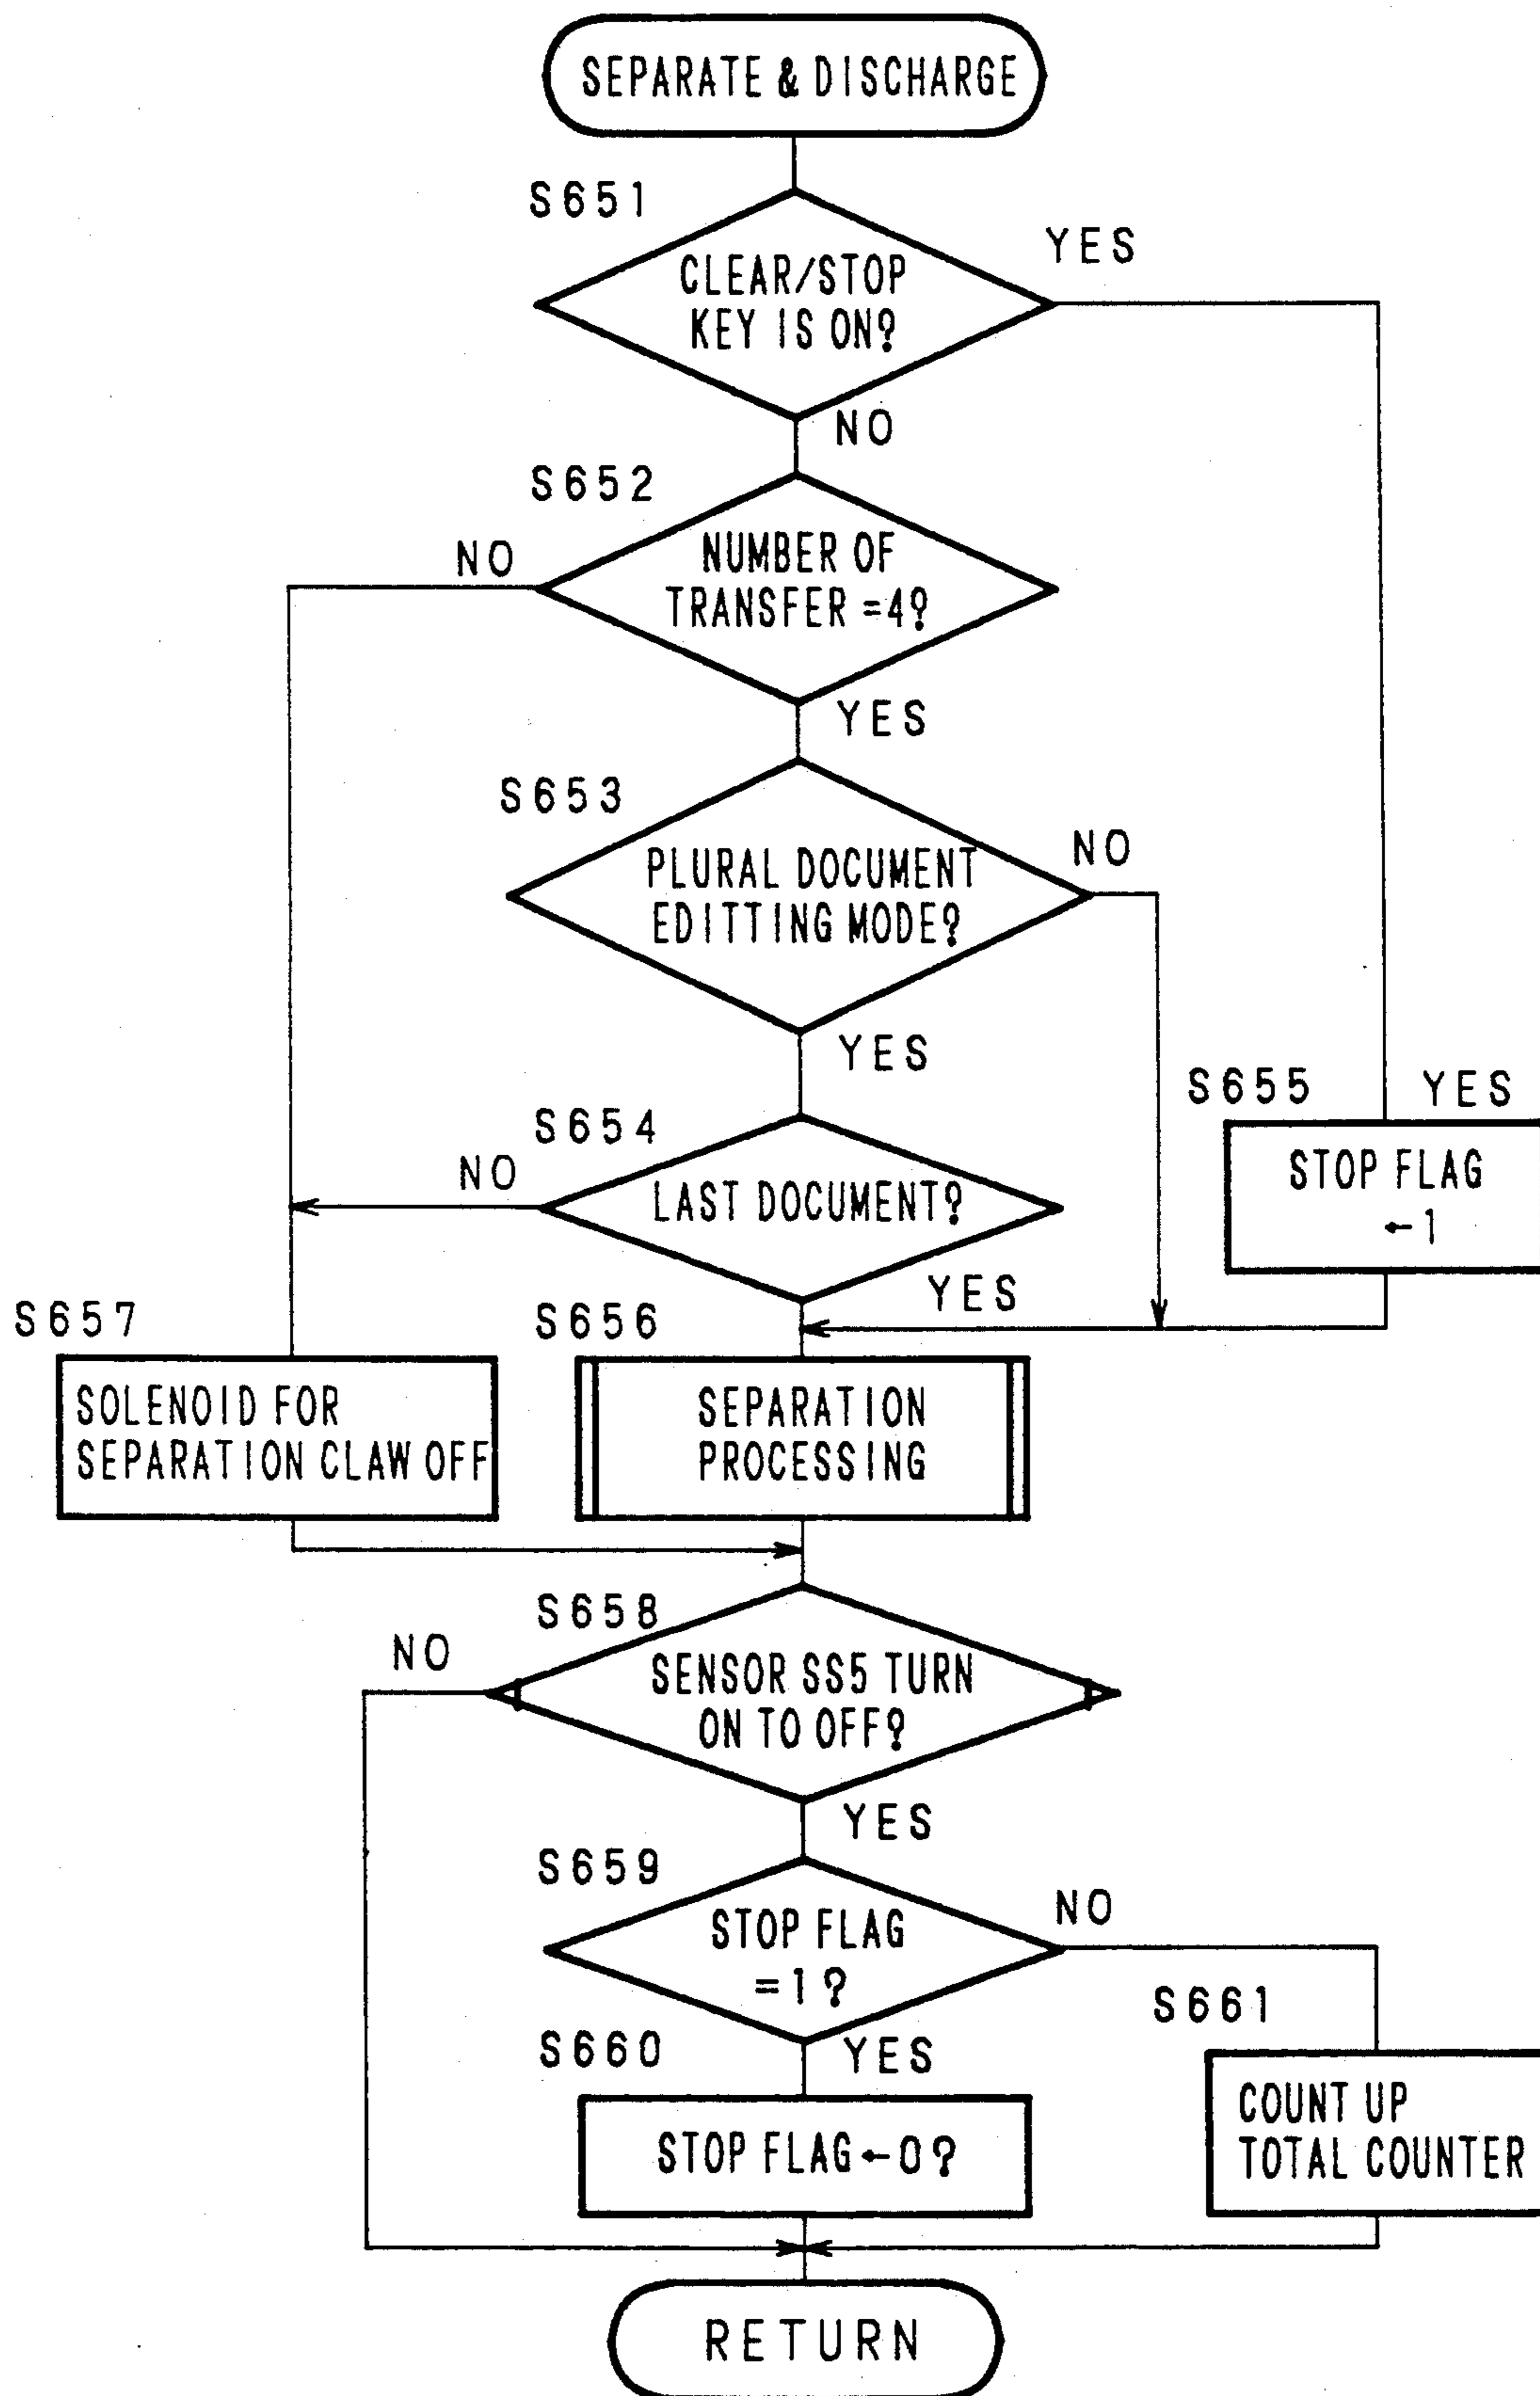 SEPARATE & DISCHARGE
S651
YES
CLEAR/STOP
KEY IS ON?
NO
S652
NO
NUMBER OF
TRANSFER =4?
YES
S653
NO
PLURAL DOCUMENT
EDITTING MODE?
YES
S655
YES
S654
NO
LAST DOCUMENT?
STOP FLAG
←1
YES
S657
S656
SOLENOID FOR
SEPARATION CLAW OFF
SEPARATION
PROCESSING
S658
NO
SENSOR SS5 TURN
ON TO OFF?
YES
S659
NO
STOP FLAG
=1?
S661
S660
YES
COUNT UP
TOTAL COUNTER
STOP FLAG←0?
RETURN